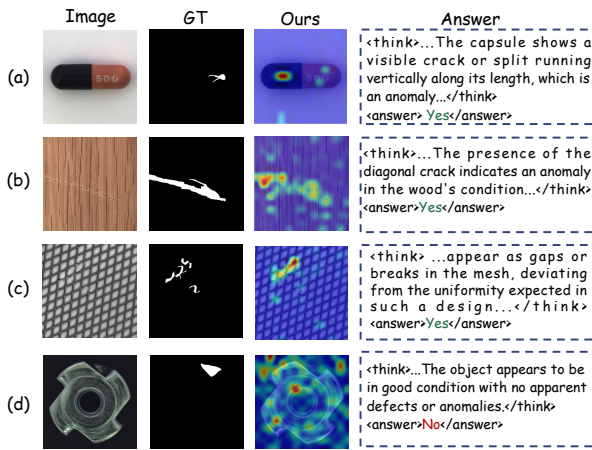 Image GT Ours Answer
(a)
500
<think>...The capsule shows a
visible crack or split running
vertically along its length, which is
an anomaly...</think>
<answer> Yes</answer>
(b)
<think>...The presence of the
diagonal crack indicates an anomaly
in the wood's condition...</think>
<answer>Yes</answer>
(c)
<think> ...appear as gaps or
breaks in the mesh, deviating
from the uniformity expected in
such a design...</think>
<answer>Yes</answer>
(d)
<think>...The object appears to be
in good condition with no apparent
defects or anomalies.</think>
<answer>No</answer>